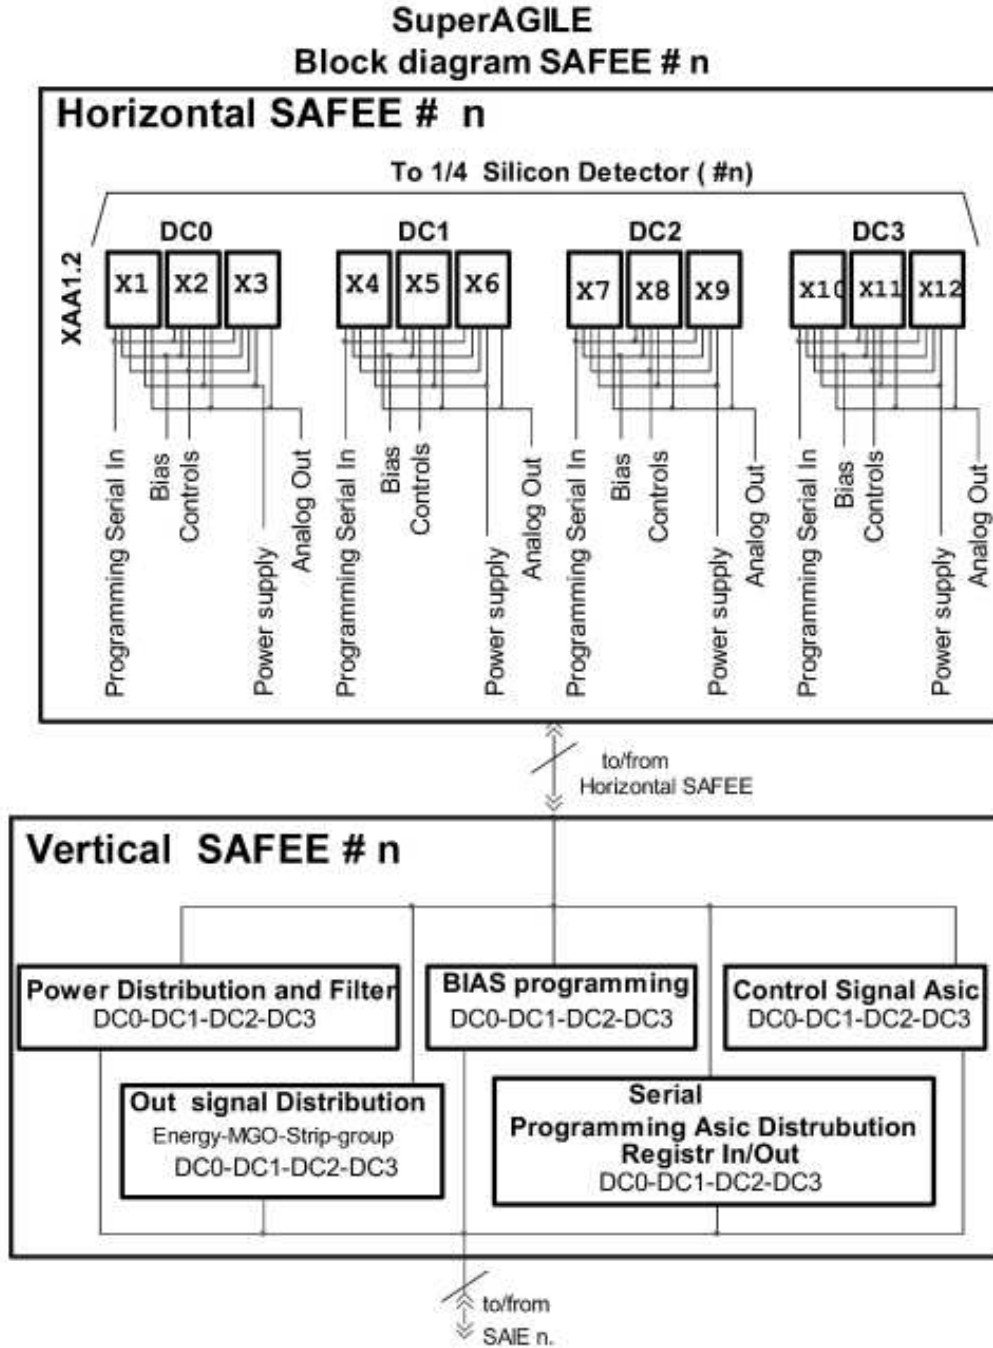 SuperAGILE
Block diagram SAFEE # n
Horizontal SAFEE # n
To 1/4 Silicon Detector ( #n)
XAA1.2
DC0
DC1
DC2
DC3
X1
X2
X3
X4
X5
X6
X7
X8
X9
X10
X11
X12
Programming Serial In
Bias
Controls
Power supply
Analog Out
Programming Serial In
Bias
Controls
Power supply
Analog Out
Programming Serial In
Bias
Controls
Power supply
Analog Out
Programming Serial In
Bias
Controls
Power supply
Analog Out
to/from
Horizontal SAFEE
Vertical SAFEE # n
Power Distribution and Filter
DC0-DC1-DC2-DC3
BIAS programming
DC0-DC1-DC2-DC3
Control Signal Asic
DC0-DC1-DC2-DC3
Out signal Distribution
Energy-MGO-Strip-group
DC0-DC1-DC2-DC3
Serial
Programming Asic Distrubution
Registr In/Out
DC0-DC1-DC2-DC3
to/from
SAIE n.